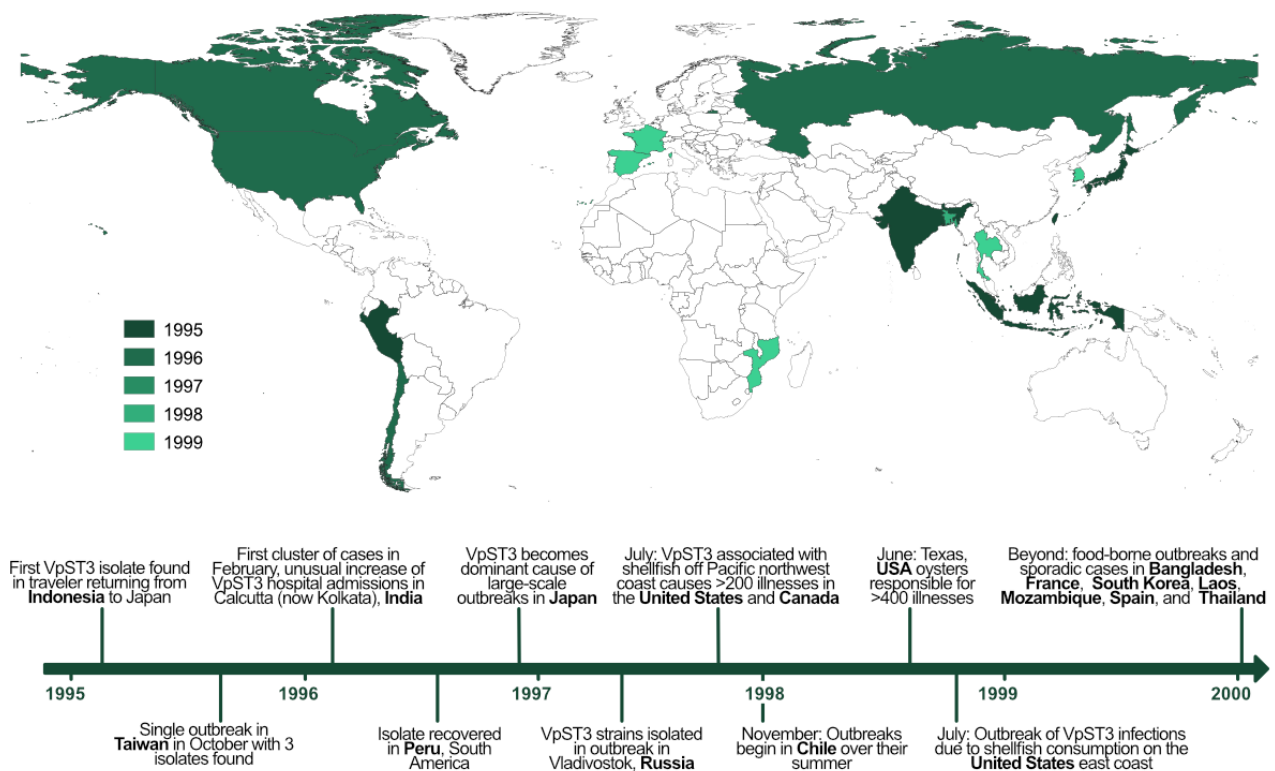 1995
1996
1997
1998
1999
First VpST3 isolate found
in traveler returning from
Indonesia to Japan
First cluster of cases in
February, unusual increase of
VpST3 hospital admissions in
Calcutta (now Kolkata), India
VpST3 becomes
dominant cause of
large-scale
outbreaks in Japan
July: VpST3 associated with
shellfish off Pacific northwest
coast causes >200 illnesses in
the United States and Canada
June: Texas,
USA oysters
responsible for
>400 illnesses
Beyond: food-borne outbreaks and
sporadic cases in Bangladesh,
France, South Korea, Laos,
Mozambique, Spain, and Thailand
1995
1996
1997
1998
1999
2000
Single outbreak in
Taiwan in October with 3
isolates found
Isolate recovered
in Peru, South
America
VpST3 strains isolated
in outbreak in
Vladivostok, Russia
November: Outbreaks
begin in Chile over their
summer
July: Outbreak of VpST3 infections
due to shellfish consumption on the
United States east coast